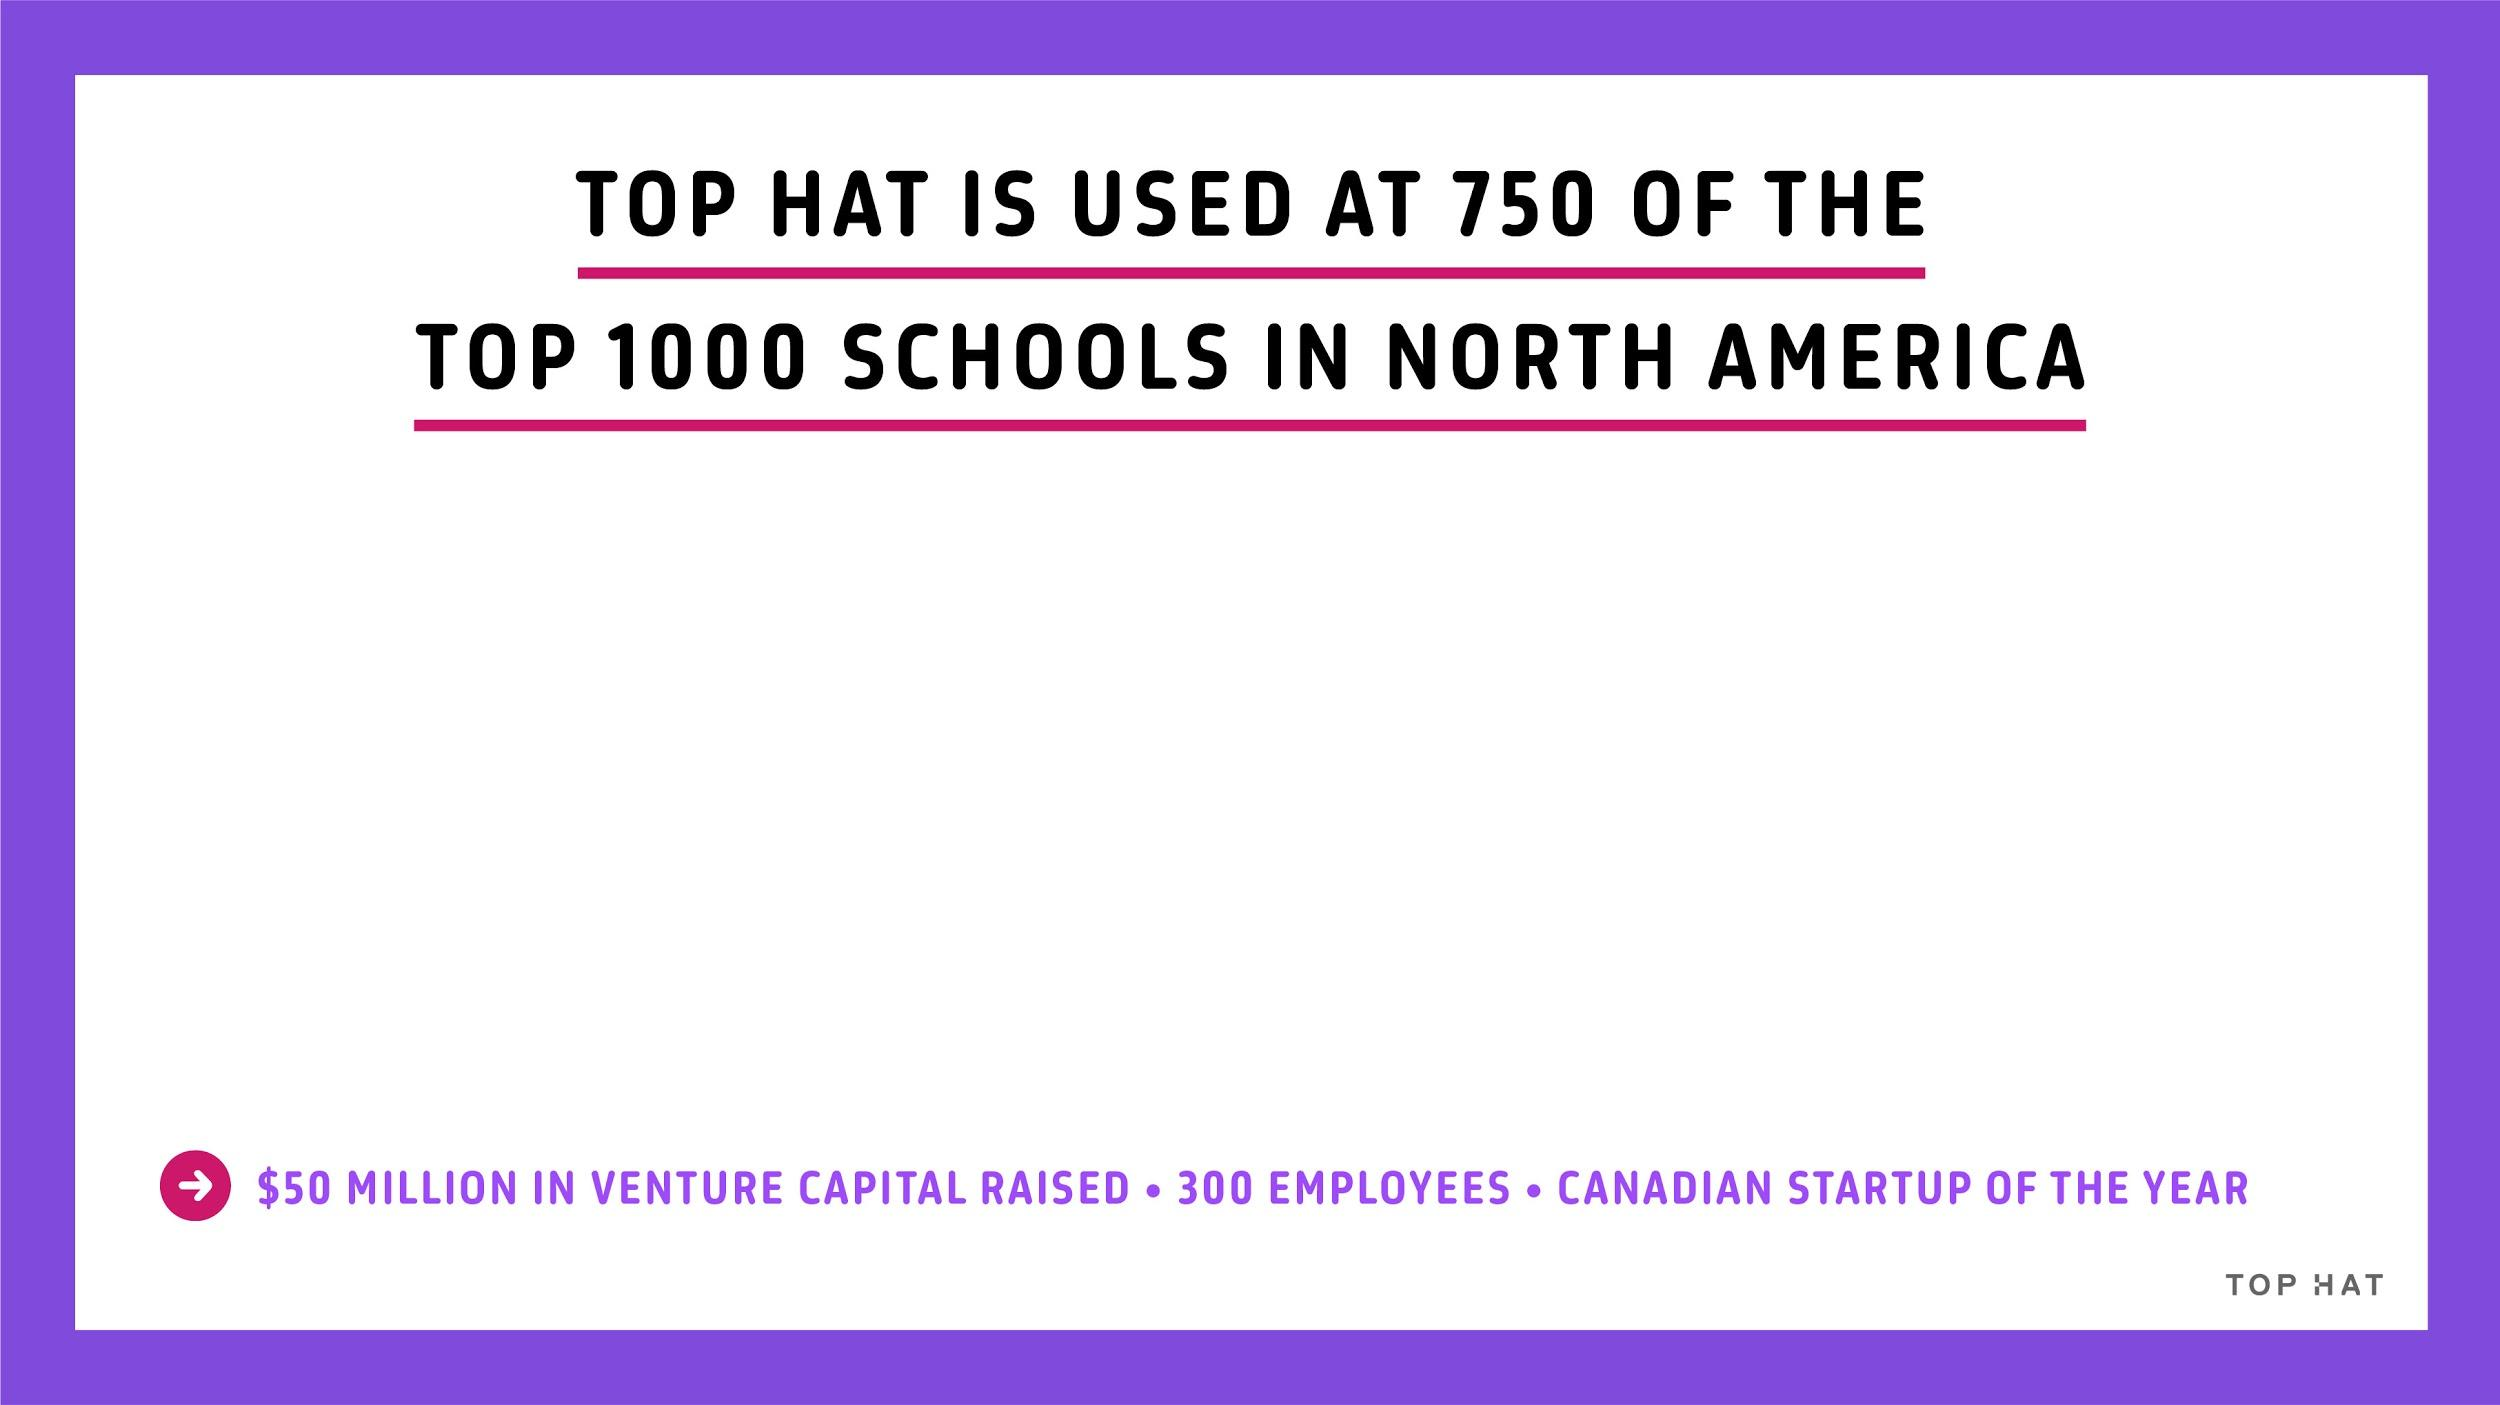 TOP HAT IS USED AT 750 OF THE
TOP 1000 SCHOOLS IN NORTH AMERICA
$50 MILLION IN VENTURE CAPITAL RAISED • 300 EMPLOYEES • CANADIAN STARTUP OF THE YEAR
TOP HAT